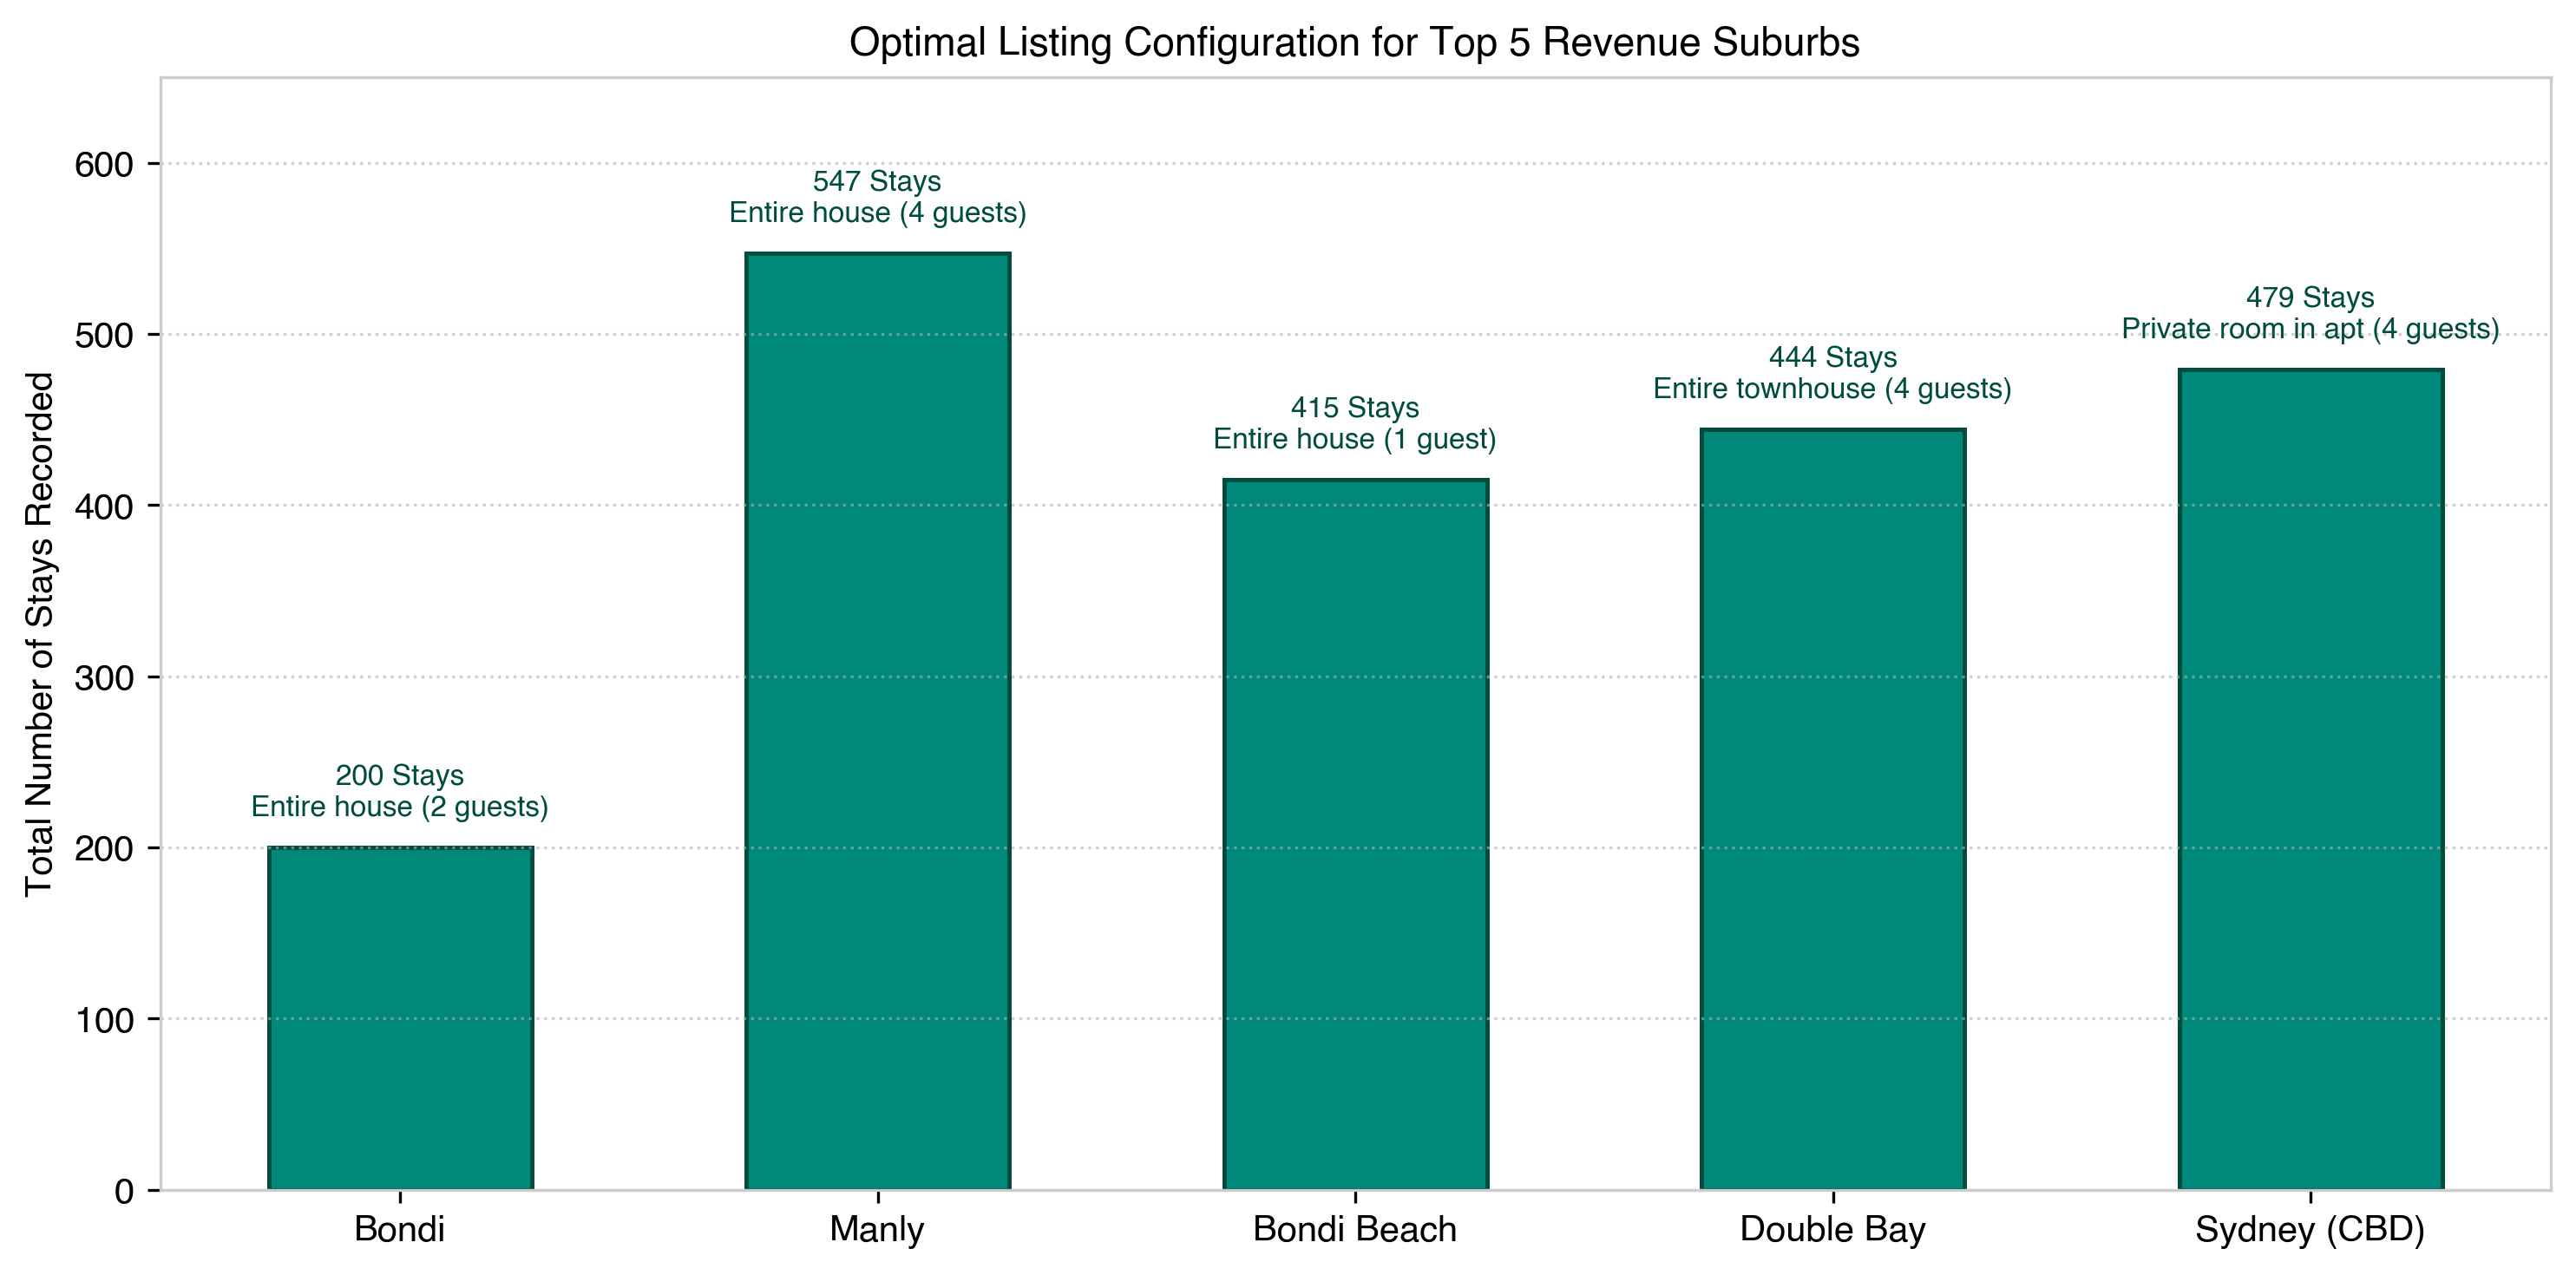 Optimal Listing Configuration for Top 5 Revenue Suburbs
Total Number of Stays Recorded
600
500
400
300
200
100
0
200 Stays
Entire house (2 guests)
547 Stays
Entire house (4 guests)
415 Stays
Entire house (1 guest)
444 Stays
Entire townhouse (4 guests)
479 Stays
Private room in apt (4 guests)
Bondi
Manly
Bondi Beach
Double Bay
Sydney (CBD)